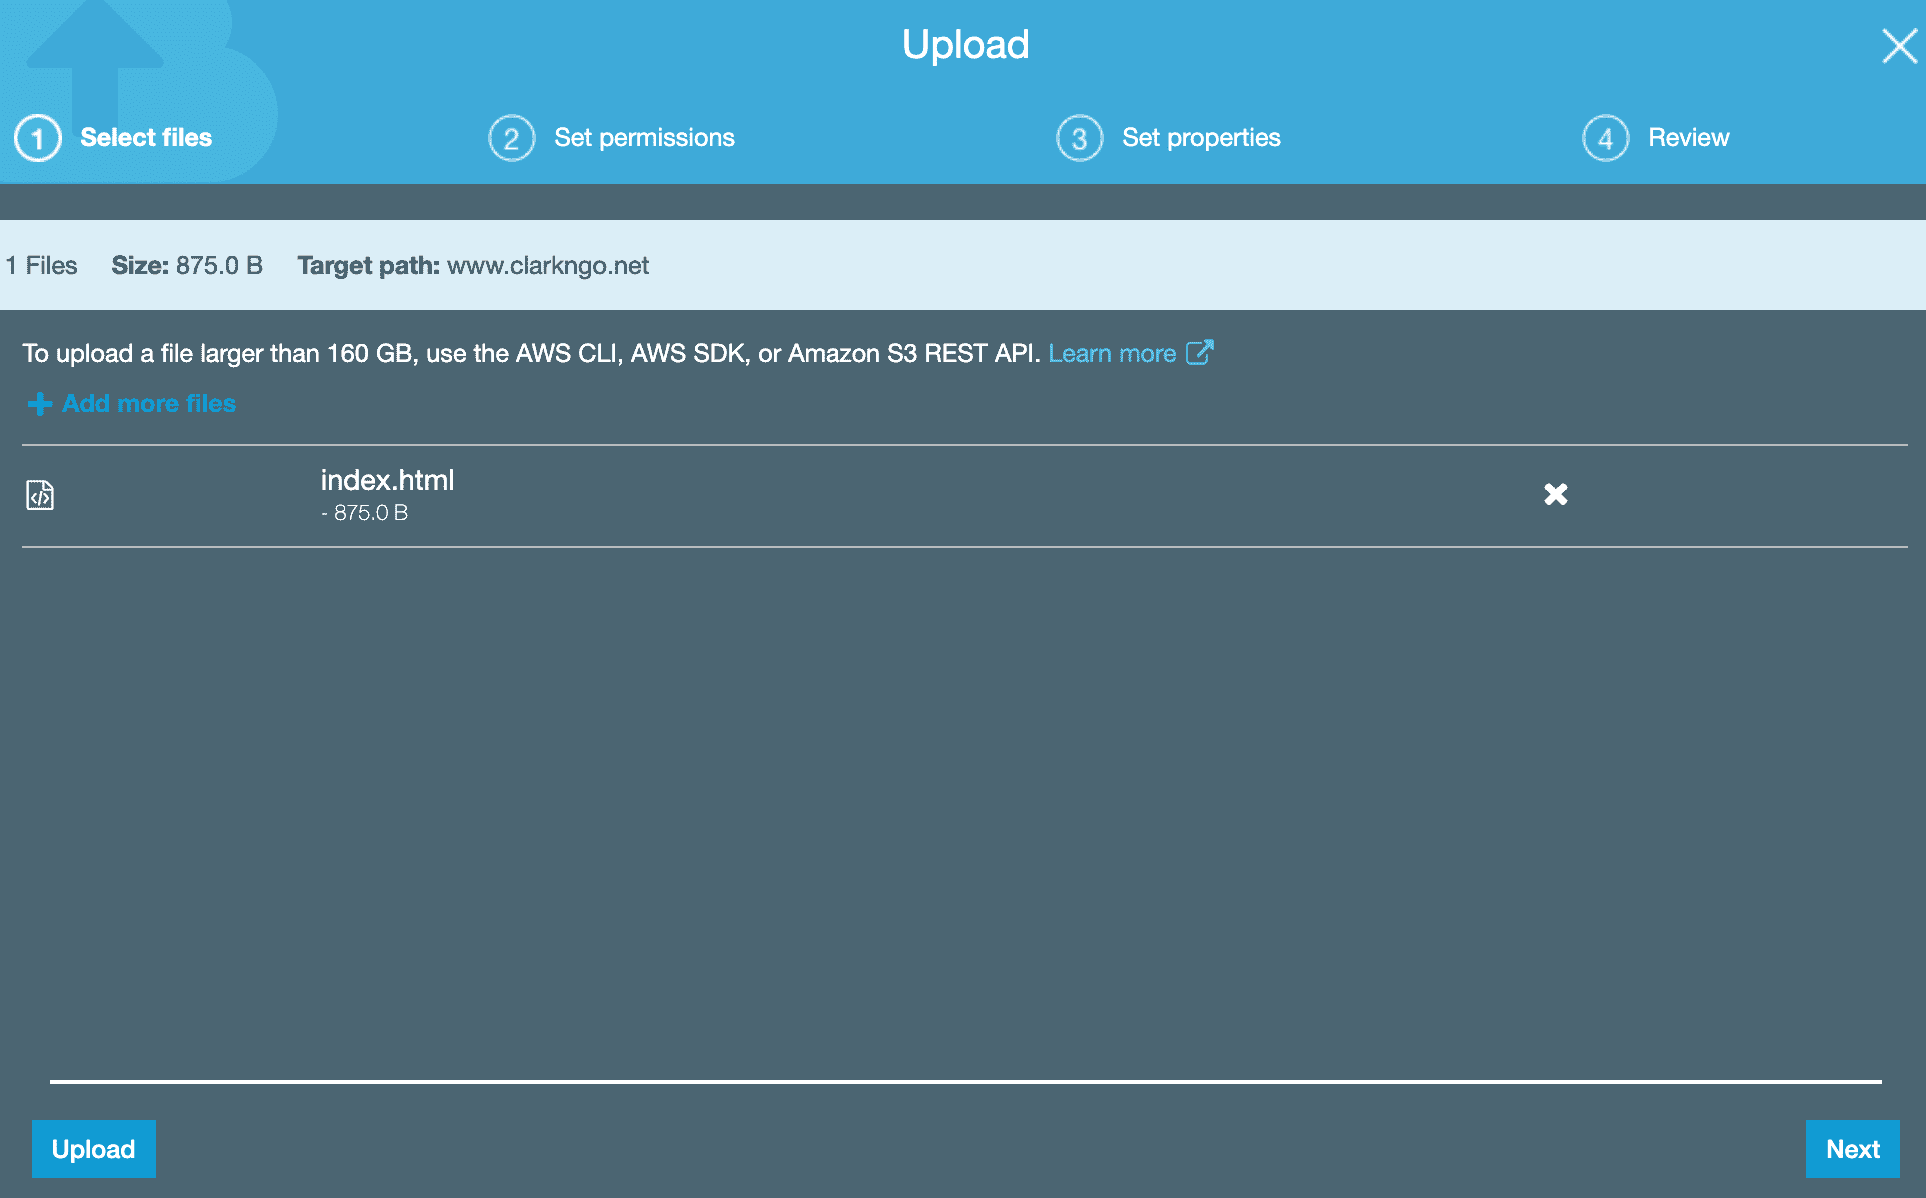 Upload
1 Select files
2 Set permissions
3 Set properties
4 Review
1 Files Size: 875.0 B Target path: www.clarkngo.net
To upload a file larger than 160 GB, use the AWS CLI, AWS SDK, or Amazon S3 REST API. Learn more
Add more files
index.html
- 875.0 B
Upload
Next